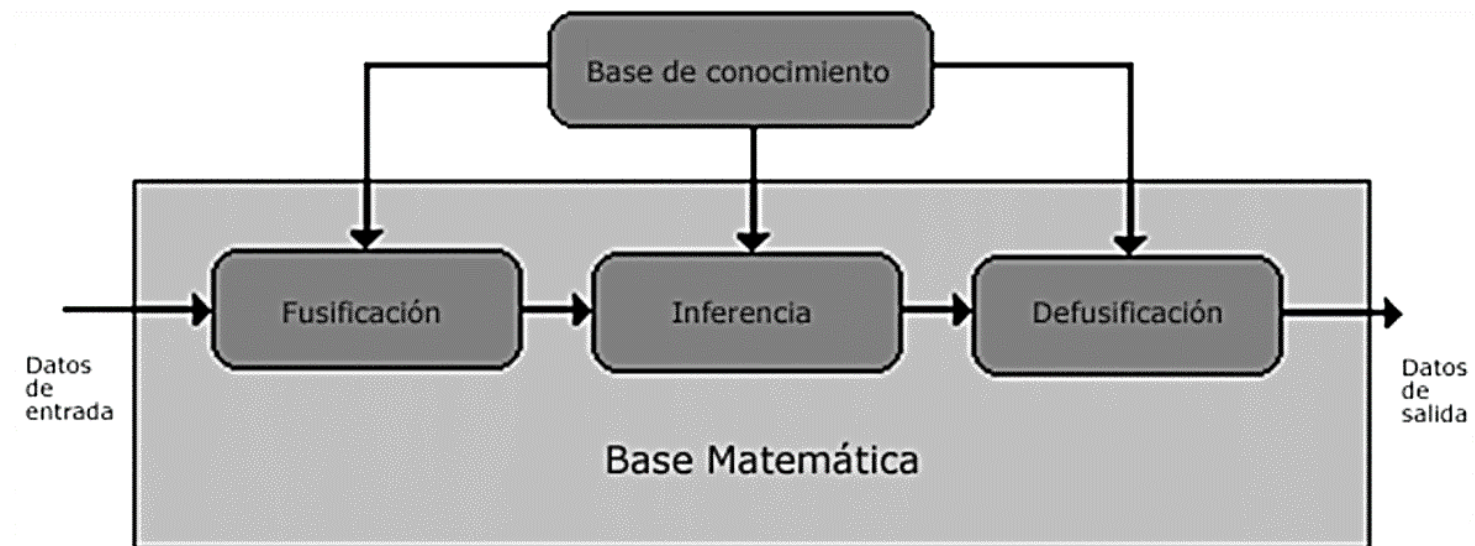 Base de conocimiento
Fusificación
Inferencia
Defusificación
Datos
de
entrada
Datos
de
salida
Base Matemática